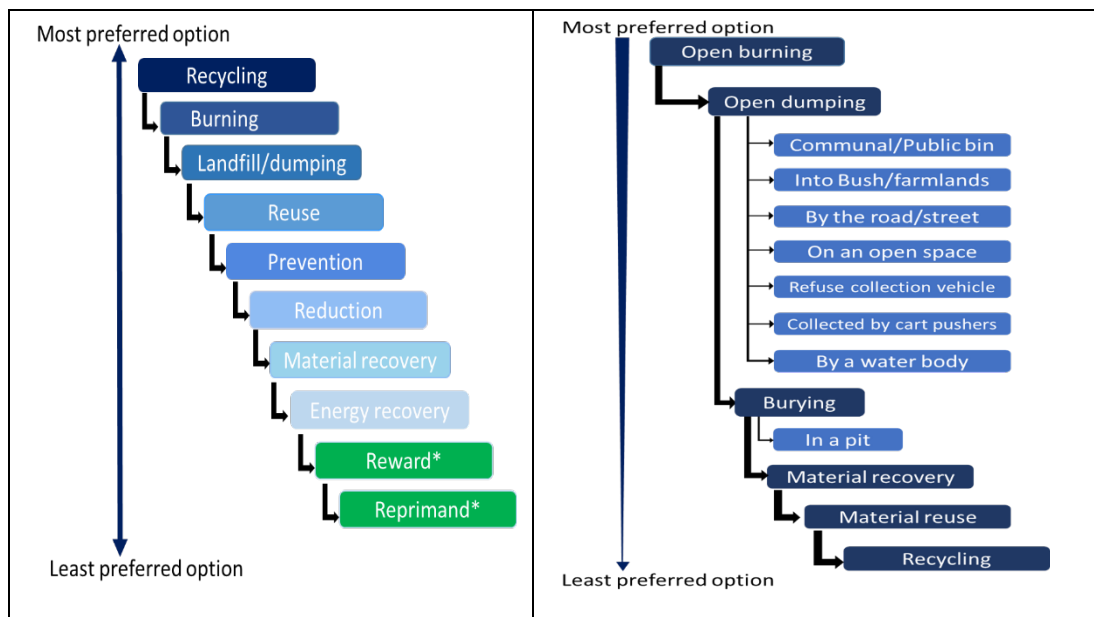 Most preferred option
Recycling
Burning
Landfill/dumping
Reuse
Prevention
Reduction
Material recovery
Energy recovery
Reward*
Reprimand*
Least preferred option
Most preferred option
Open burning
Open dumping
Communal/Public bin
Into Bush/farmlands
By the road/street
On an open space
Refuse collection vehicle
Collected by cart pushers
By a water body
Burying
In a pit
Material recovery
Material reuse
Recycling
Least preferred option